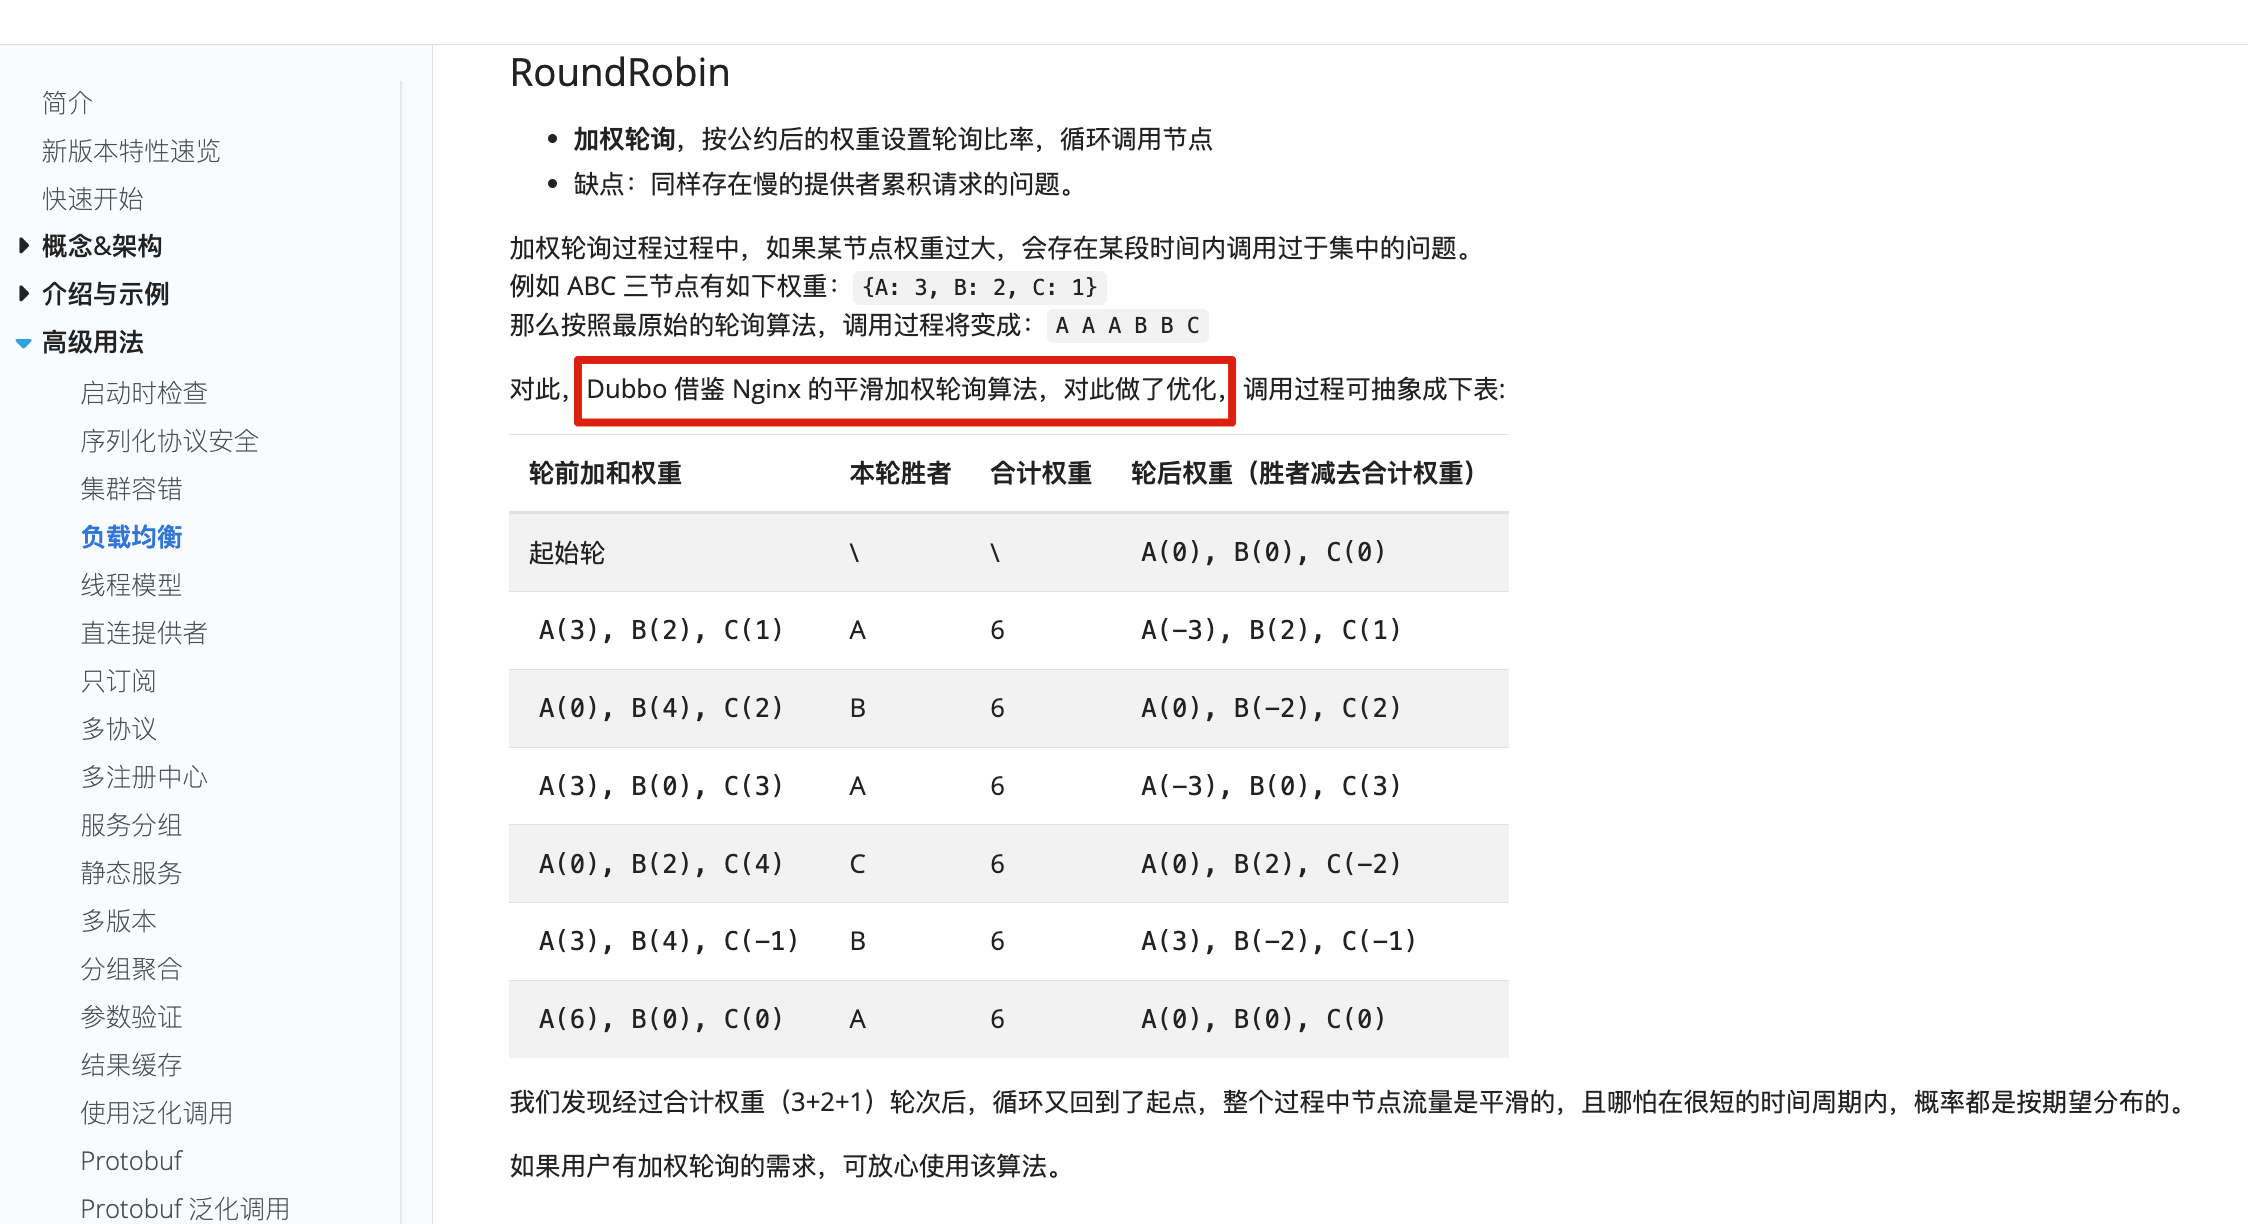 简介
新版本特性速览
快速开始
概念&架构
介绍与示例
高级用法
启动时检查
序列化协议安全
集群容错
负载均衡
线程模型
直连提供者
只订阅
多协议
多注册中心
服务分组
静态服务
多版本
分组聚合
参数验证
结果缓存
使用泛化调用
Protobuf
Protobuf 泛化调用
RoundRobin
加权轮询，按公约后的权重设置轮询比率，循环调用节点
缺点：同样存在慢的提供者累积请求的问题。
加权轮询过程过程中，如果某节点权重过大，会存在某段时间内调用过于集中的问题。
例如 ABC 三节点有如下权重：{A: 3, B: 2, C: 1}
那么按照最原始的轮询算法，调用过程将变成：A A A B B C
对此，Dubbo 借鉴 Nginx 的平滑加权轮询算法，对此做了优化，调用过程可抽象成下表:
轮前加和权重 本轮胜者 合计权重 轮后权重（胜者减去合计权重）
起始轮 \ \ A(0), B(0), C(0)
A(3), B(2), C(1) A 6 A(-3), B(2), C(1)
A(0), B(4), C(2) B 6 A(0), B(-2), C(2)
A(3), B(0), C(3) A 6 A(-3), B(0), C(3)
A(0), B(2), C(4) C 6 A(0), B(2), C(-2)
A(3), B(4), C(-1) B 6 A(3), B(-2), C(-1)
A(6), B(0), C(0) A 6 A(0), B(0), C(0)
我们发现经过合计权重（3+2+1）轮次后，循环又回到了起点，整个过程中节点流量是平滑的，且哪怕在很短的时间周期内，概率都是按期望分布的。
如果用户有加权轮询的需求，可放心使用该算法。